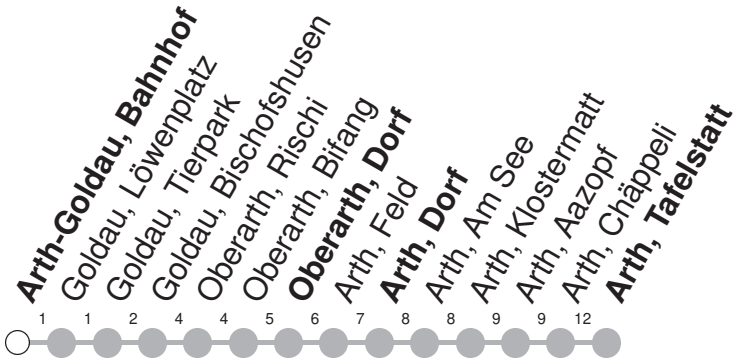 Arth-Goldau, Bahnhof
Goldau, Löwenplatz
Goldau, Tierpark
Goldau, Bischofshusen
Oberarth, Rischi
Oberarth, Bifang
Oberarth, Dorf
Arth, Feld
Arth, Dorf
Arth, Am See
Arth, Klostermatt
Arth, Aazopf
Arth, Chäppeli
Arth, Tafelstatt
1 1 2 4 4 5 6 7 8 8 9 9 12